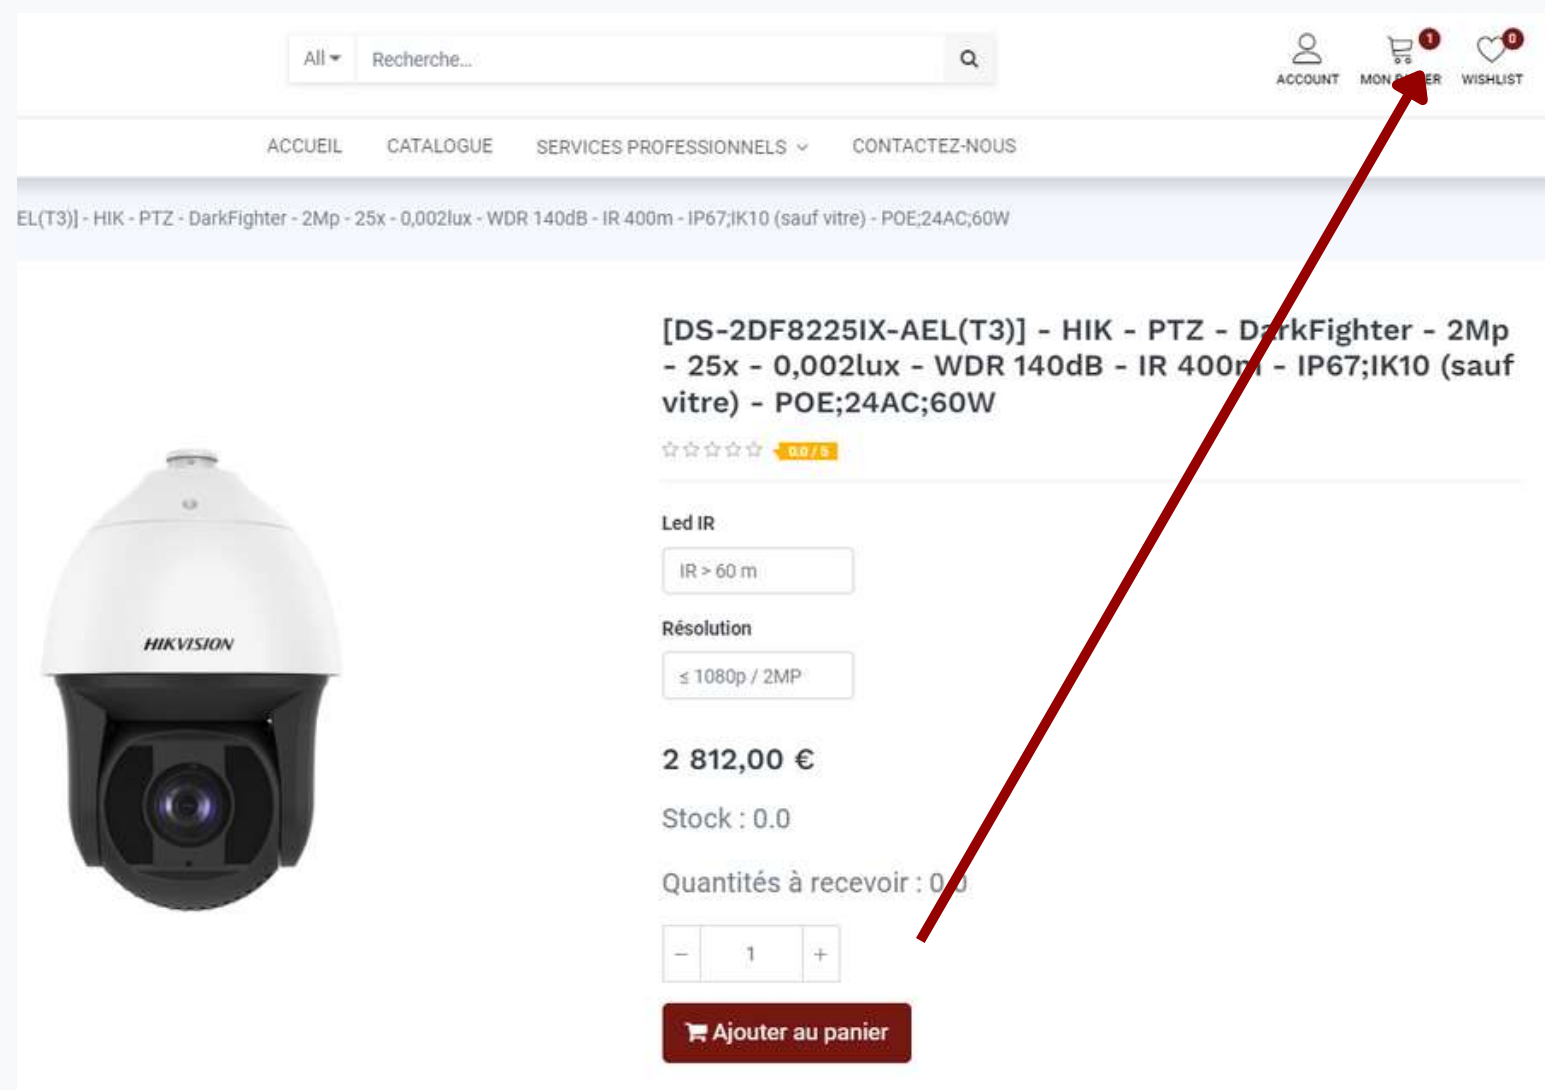 All Recherche...
1 0
ACCOUNT MON PANIER WISHLIST
ACCUEIL CATALOGUE SERVICES PROFESSIONNELS CONTACTEZ-NOUS
EL(T3)] - HIK - PTZ - DarkFighter - 2Mp - 25x - 0,002lux - WDR 140dB - IR 400m - IP67;IK10 (sauf vitre) - POE;24AC;60W
[DS-2DF8225IX-AEL(T3)] - HIK - PTZ - DarkFighter - 2Mp
- 25x - 0,002lux - WDR 140dB - IR 400m - IP67;IK10 (sauf
vitre) - POE;24AC;60W
0.0 / 5
Led IR
IR > 60 m
Résolution
≤ 1080p / 2MP
HIKVISION
2 812,00 €
Stock : 0.0
Quantités à recevoir : 0.0
− 1 +
Ajouter au panier